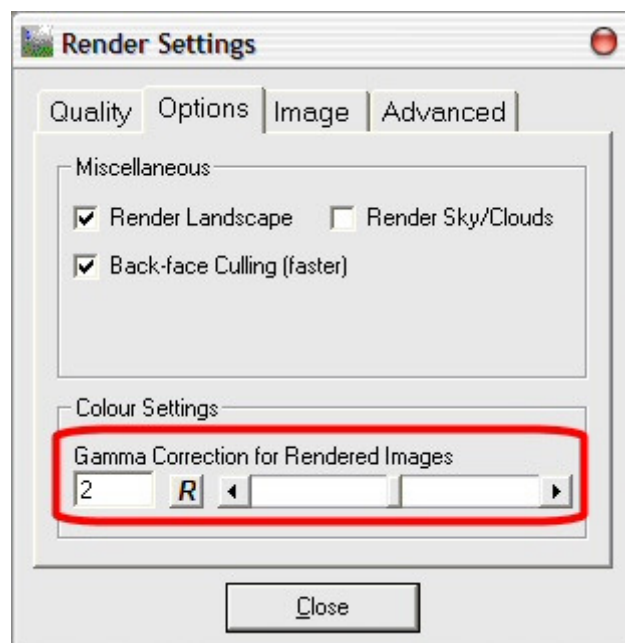 Render Settings
Quality Options Image Advanced
Miscellaneous
Render Landscape Render Sky/Clouds
Back-face Culling (faster)
Colour Settings
Gamma Correction for Rendered Images
2 R
Close